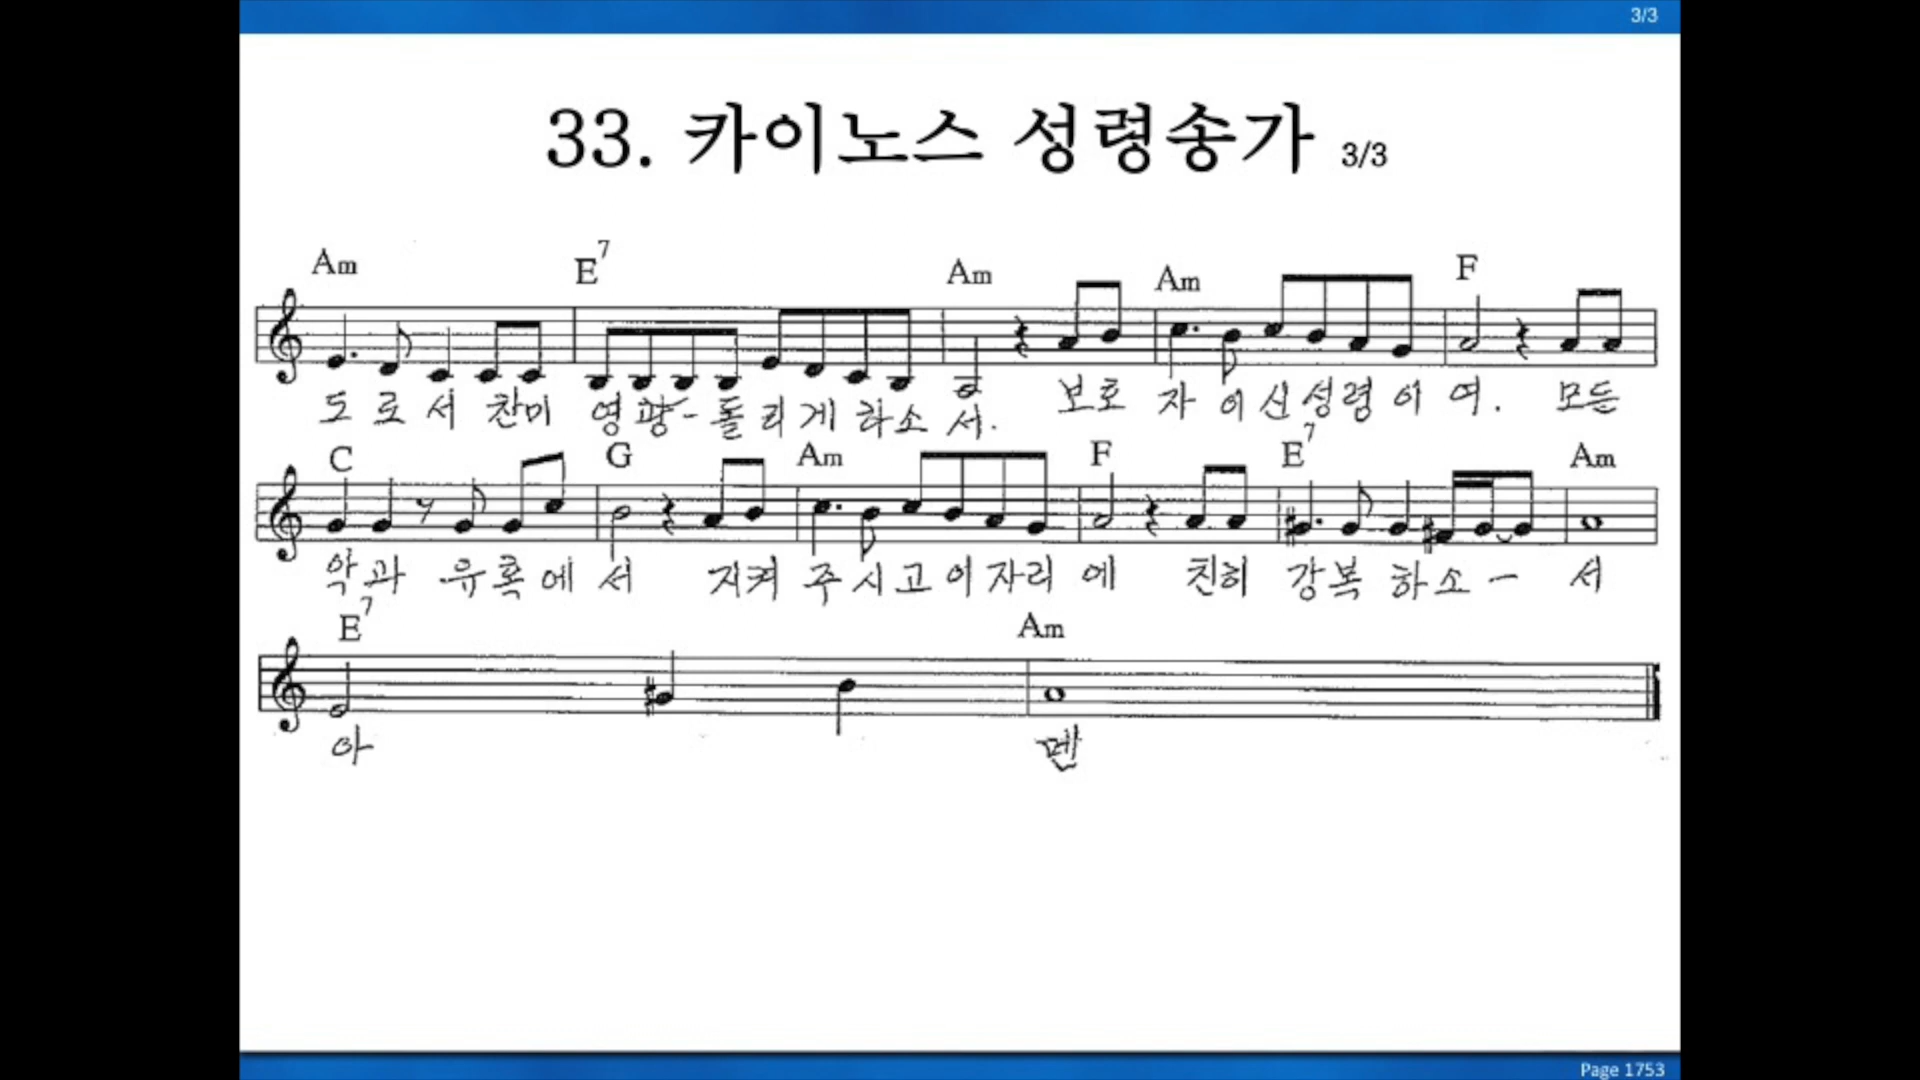 3/3
33. 카이노스 성령송가 3/3
Am E7 Am Am F
도 로 서 찬미 영광- 돌리게 하소 서. 보호 자 이신성령이 여. 모든
C G Am F E7 Am
악과 유혹에 서 지켜 주시고 이자리 에 친히 강복 하소- 서
E7 Am
아 멘
Page 1753